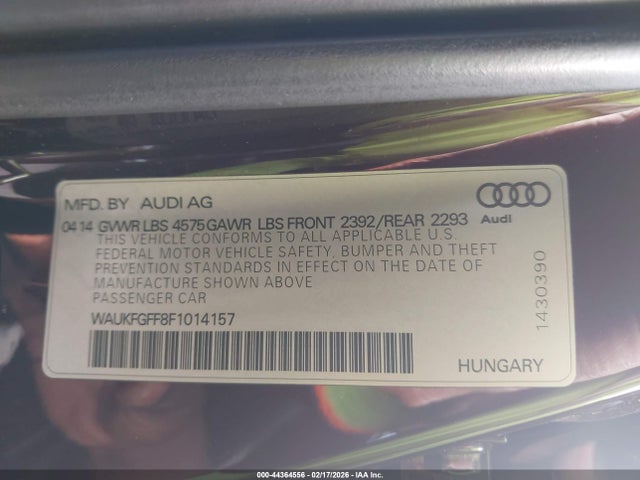 MFD. BY AUDI AG
0414 GVWR LBS 4575 GAWR LBS FRONT 2392/REAR 2293
Audi
THIS VEHICLE CONFORMS TO ALL APPLICABLE U.S.
FEDERAL MOTOR VEHICLE SAFETY, BUMPER AND THEFT
PREVENTION STANDARDS IN EFFECT ON THE DATE OF
MANUFACTURE SHOWN ABOVE
PASSENGER CAR
WAUKFGFF8F1014157
HUNGARY
1430390
000-44364556 - 02/17/2026 - IAA Inc.